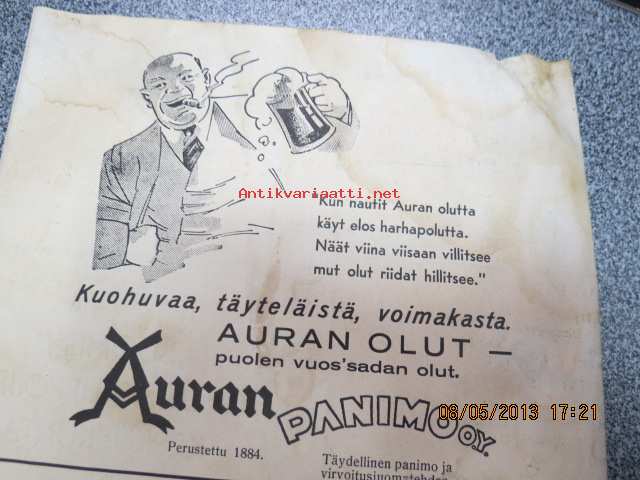 Antikvariaatti.net
"Kun nautit Auran olutta
käyt elos harhapolutta.
Näät viina viisaan villitsee
mut olut riidat hillitsee."
Kuohuvaa, täyteläistä, voimakasta.
AURAN OLUT —
puolen vuos'sadan olut.
Auran PANIMO O.Y.
08/05/2013 17:21
Perustettu 1884.
Täydellinen panimo ja
virvoitusjuomatehdas